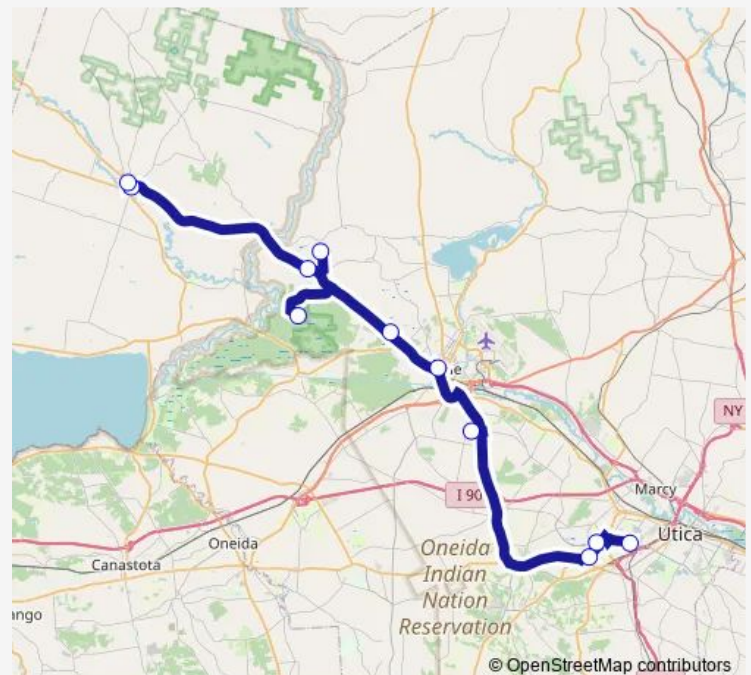 NY
I 90
Marcy
Utica
Oneida
Canastota
Oneida
Indian
Nation
Reservation
© OpenStreetMap contributors